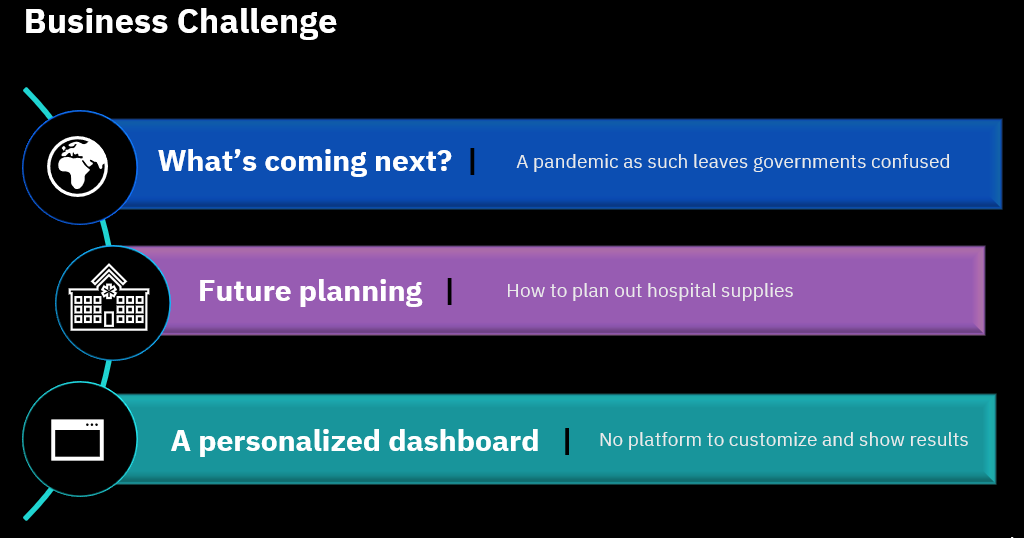 Business Challenge
What’s coming next? | A pandemic as such leaves governments confused
Future planning | How to plan out hospital supplies
A personalized dashboard | No platform to customize and show results